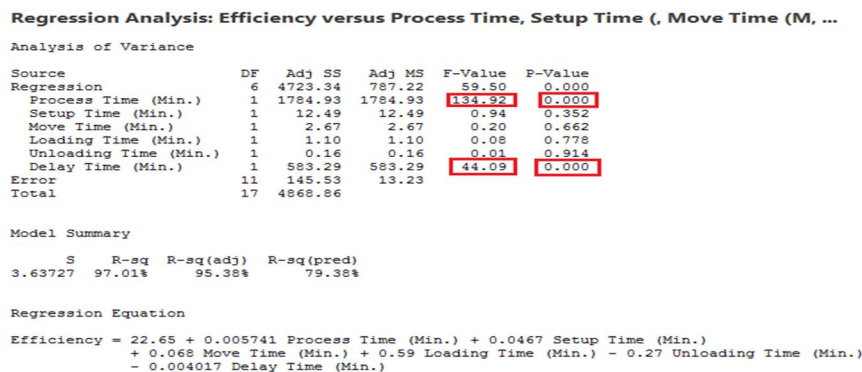 Regression Analysis: Efficiency versus Process Time, Setup Time (, Move Time (M, ...
Analysis of Variance
Source DF Adj SS Adj MS F-Value P-Value
Regression 6 4723.34 787.22 59.50 0.000
Process Time (Min.) 1 1784.93 1784.93 134.92 0.000
Setup Time (Min.) 1 12.49 12.49 0.94 0.352
Move Time (Min.) 1 2.67 2.67 0.20 0.662
Loading Time (Min.) 1 1.10 1.10 0.08 0.778
Unloading Time (Min.) 1 0.16 0.16 0.01 0.914
Delay Time (Min.) 1 583.29 583.29 44.09 0.000
Error 11 145.53 13.23
Total 17 4868.86
Model Summary
S R-sq R-sq(adj) R-sq(pred)
3.63727 97.01% 95.38% 79.38%
Regression Equation
Efficiency = 22.65 + 0.005741 Process Time (Min.) + 0.0467 Setup Time (Min.)
+ 0.068 Move Time (Min.) + 0.59 Loading Time (Min.) - 0.27 Unloading Time (Min.)
- 0.004017 Delay Time (Min.)